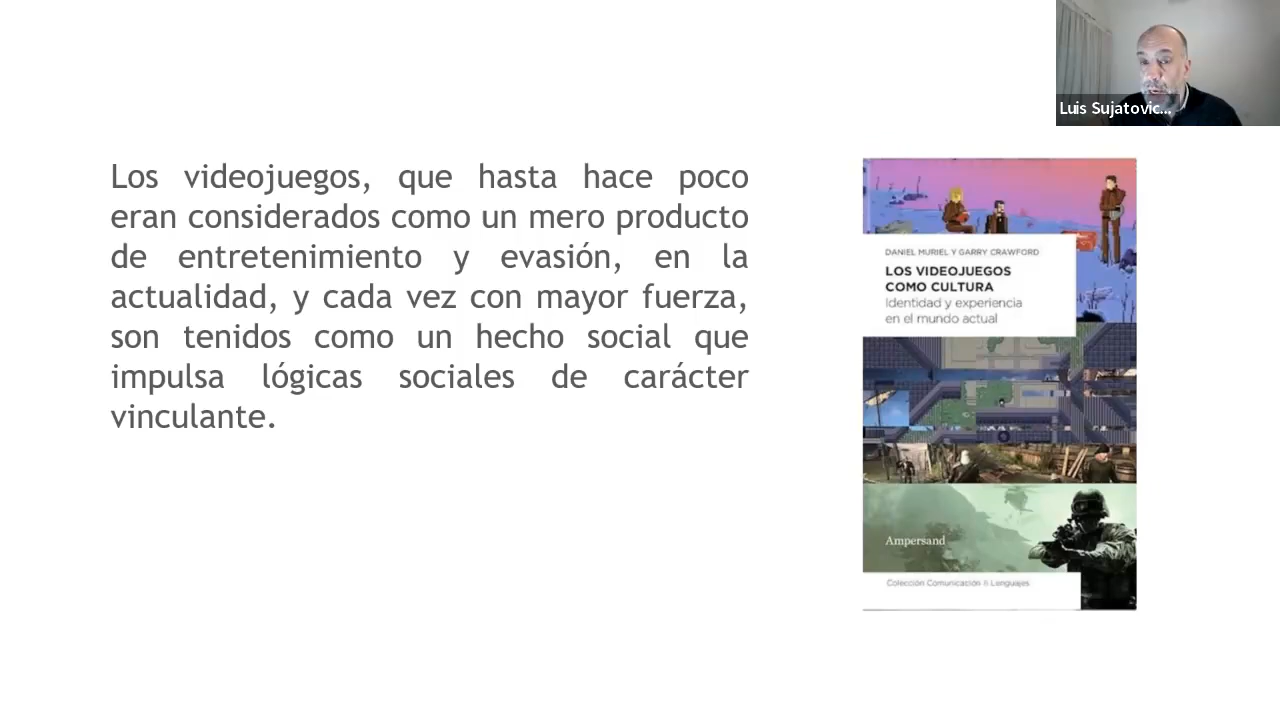 Luis Sujatovic...
Los videojuegos, que hasta hace poco
eran considerados como un mero producto
de entretenimiento y evasión, en la
actualidad, y cada vez con mayor fuerza,
son tenidos como un hecho social que
impulsa lógicas sociales de carácter
vinculante.
DANIEL MURIEL Y GARRY CRAWFORD
LOS VIDEOJUEGOS
COMO CULTURA
Identidad y experiencia
en el mundo actual
Ampersand
Colección Comunicación & Lenguajes